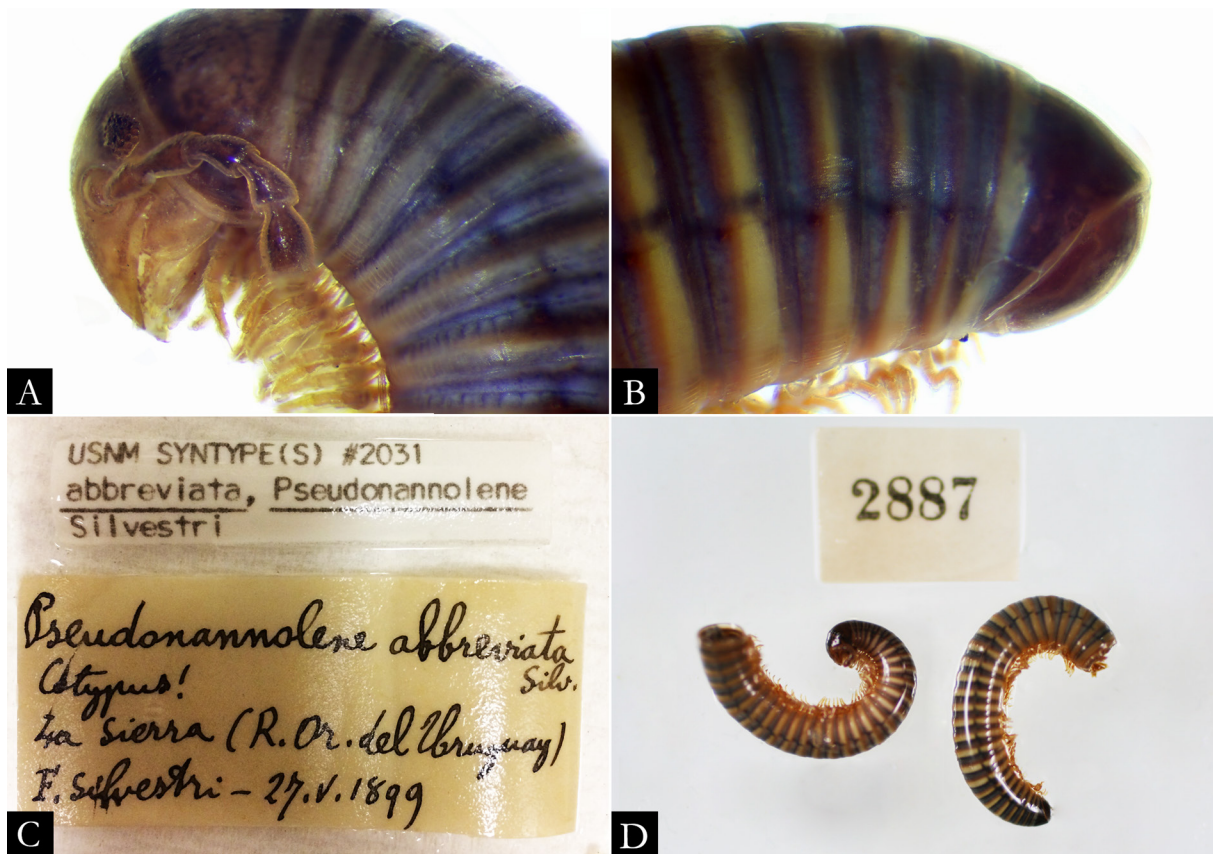 A
B
USNM SYNTYPE(S) #2031
abbreviata, Pseudonannolene
Silvestri
Pseudonannolene abbreviata
Silv.
Cotypus!
La Sierra (R. Or. del Uruguay)
F. Silvestri - 27.V.1899
C
2887
D